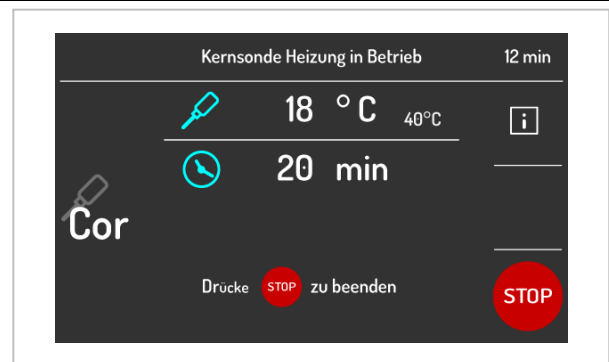 Kernsonde Heizung in Betrieb 12 min
18 °C 40°C i
20 min
Cor
Drücke STOP zu beenden STOP